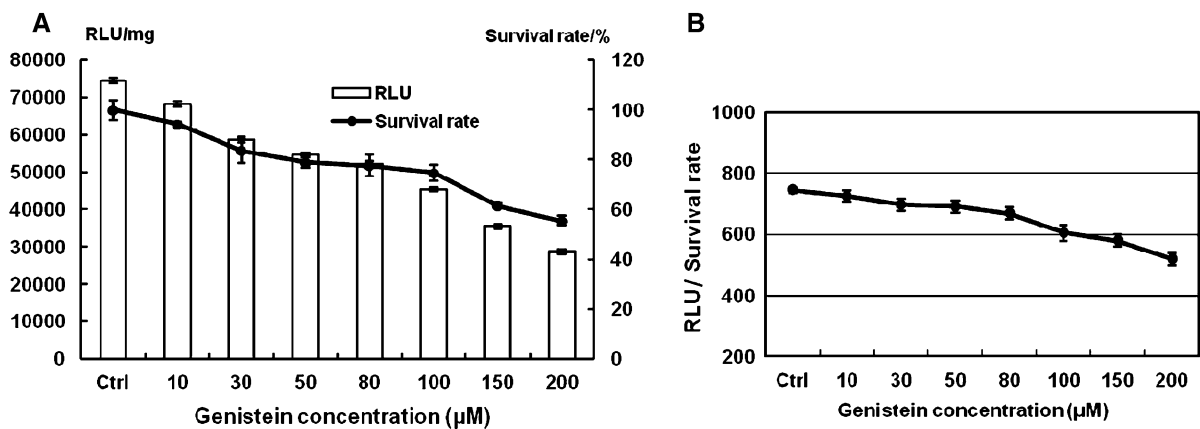 A
RLU/mg
Survival rate/%
80000
70000
60000
50000
40000
30000
20000
10000
0
120
100
80
60
40
20
0
RLU
Survival rate
Ctrl 10 30 50 80 100 150 200
Genistein concentration (µM)
B
RLU/ Survival rate
1000
800
600
400
200
Ctrl 10 30 50 80 100 150 200
Genistein concentration (µM)